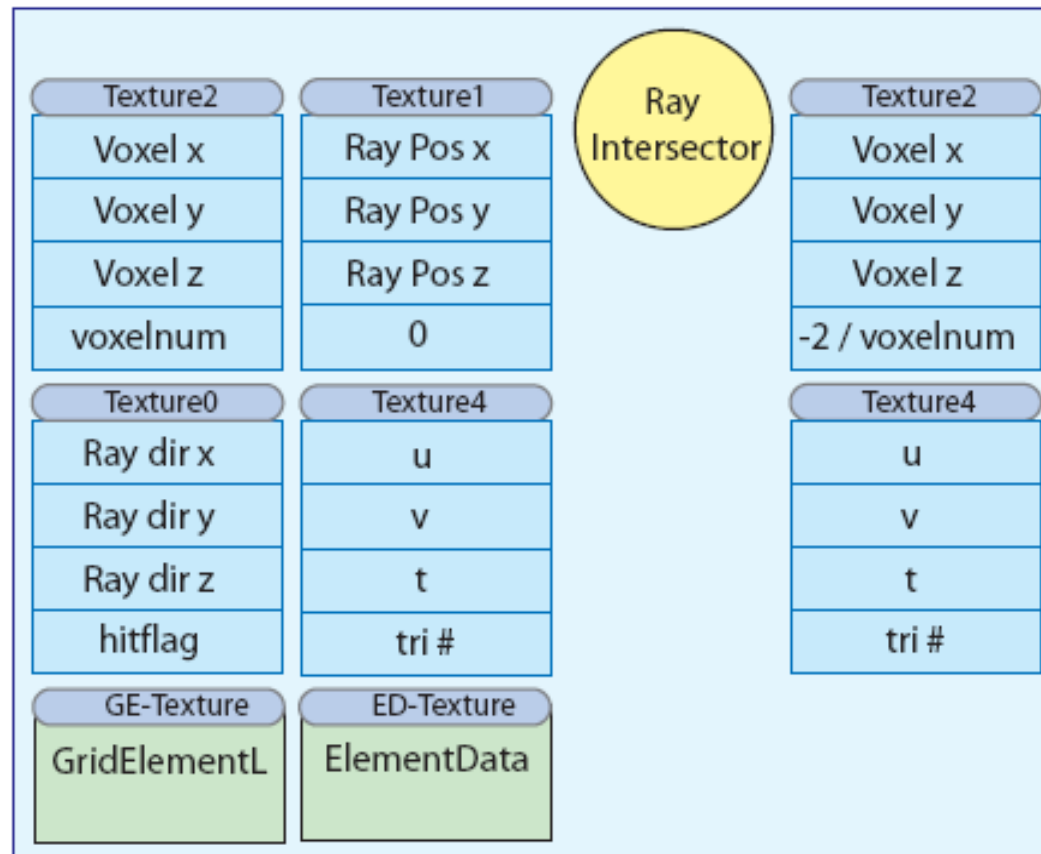 Texture2
Voxel x
Voxel y
Voxel z
voxelnum
Texture1
Ray Pos x
Ray Pos y
Ray Pos z
0
Ray
Intersector
Texture2
Voxel x
Voxel y
Voxel z
-2 / voxelnum
Texture0
Ray dir x
Ray dir y
Ray dir z
hitflag
Texture4
u
v
t
tri #
Texture4
u
v
t
tri #
GE-Texture
GridElementL
ED-Texture
ElementData